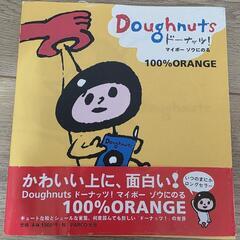 Doughnuts
ドーナッツ!
マイボー ゾウにのる
100%ORANGE
Doughnuts
かわいい上に、面白い!
Doughnuts ドーナッツ! マイボー ゾウにのる
100%ORANGE
いつのまにか
ロングセラー
キュートな絵とシュールな言葉。何度読んでも楽しい「ドーナッツ!」の世界